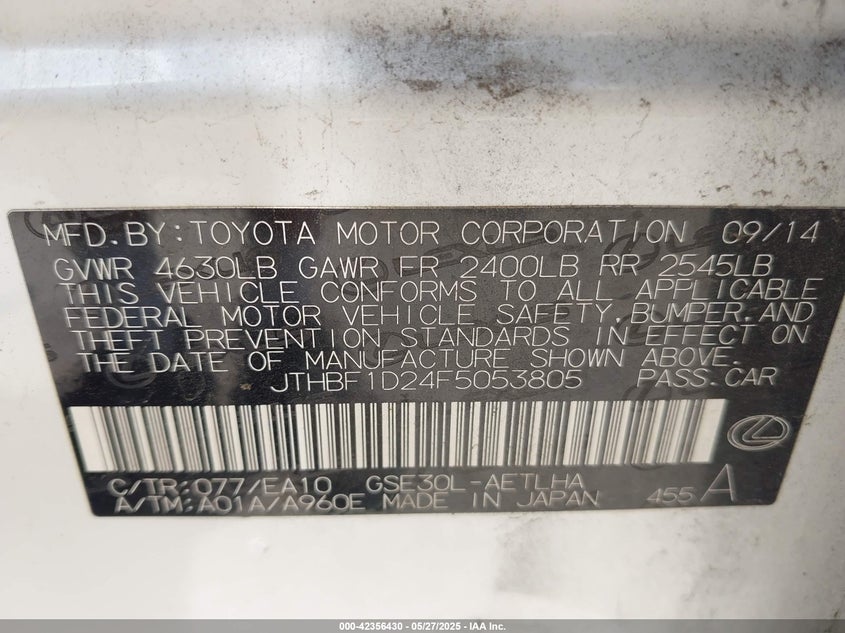 MFD.BY:TOYOTA MOTOR CORPORATION 09/14
GVWR 4630LB GAWR FR 2400LB RR 2545LB
THIS VEHICLE CONFORMS TO ALL APPLICABLE
FEDERAL MOTOR VEHICLE SAFETY,BUMPER,AND
THEFT PREVENTION STANDARDS IN EFFECT ON
THE DATE OF MANUFACTURE SHOWN ABOVE.
JTHBF1D24F5053805 PASS.CAR
C/TR:077/EA10 GSE30L-AETLHA
A/TM:A01A/A960E MADE IN JAPAN 455 A
000-42356430 - 05/27/2025 - IAA Inc.